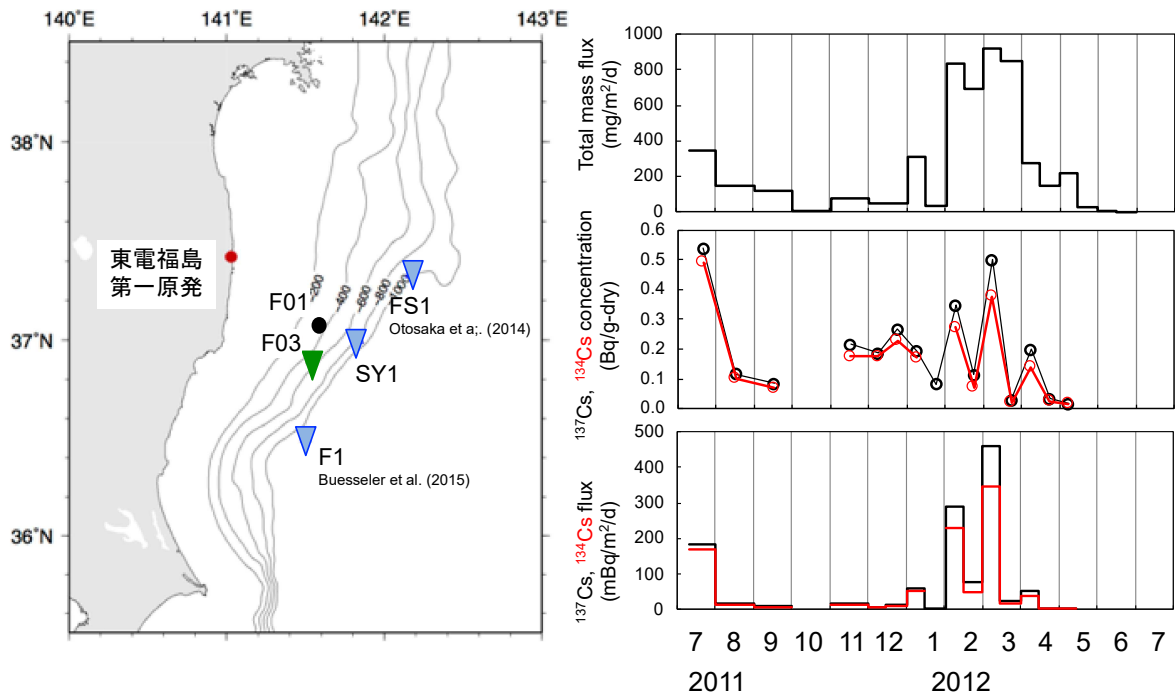 140°E 141°E 142°E 143°E
38°N
37°N
36°N
東電福島
第一原発
-200
-400
-600
-800
-1000
F01
F03
FS1
Otosaka et a;. (2014)
SY1
F1
Buesseler et al. (2015)
Total mass flux
(mg/m²/d)
1000
800
600
400
200
0
¹³⁷Cs, ¹³⁴Cs concentration
(Bq/g-dry)
0.6
0.5
0.4
0.3
0.2
0.1
0.0
¹³⁷Cs, ¹³⁴Cs flux
(mBq/m²/d)
500
400
300
200
100
0
7 8 9 10 11 12 1 2 3 4 5 6 7
2011 2012